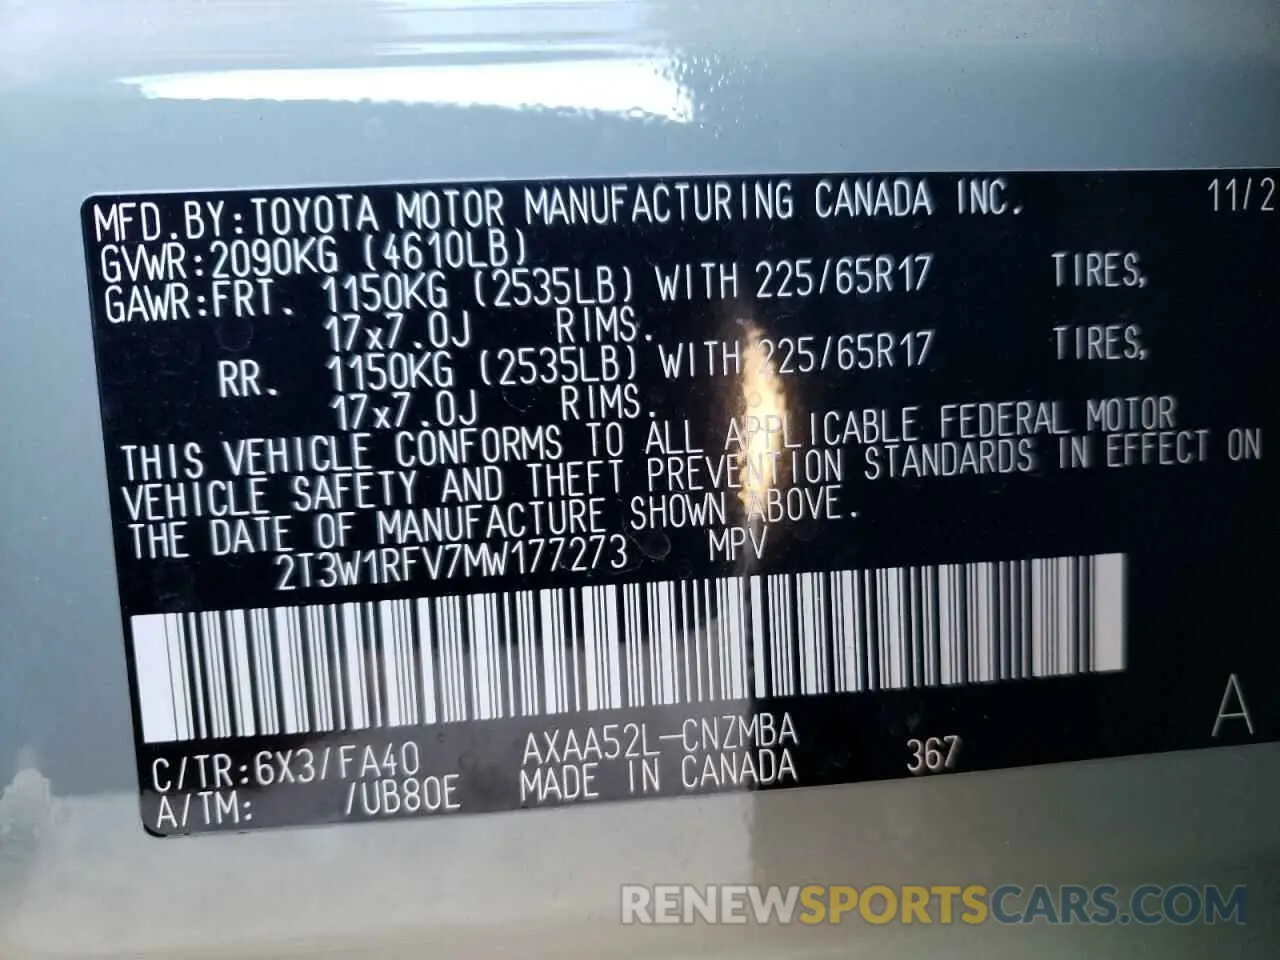 MFD.BY:TOYOTA MOTOR MANUFACTURING CANADA INC. 11/2
GVWR:2090KG (4610LB)
GAWR:FRT. 1150KG (2535LB) WITH 225/65R17 TIRES,
17x7.0J RIMS.
RR. 1150KG (2535LB) WITH 225/65R17 TIRES,
17x7.0J RIMS.
THIS VEHICLE CONFORMS TO ALL APPLICABLE FEDERAL MOTOR
VEHICLE SAFETY AND THEFT PREVENTION STANDARDS IN EFFECT ON
THE DATE OF MANUFACTURE SHOWN ABOVE.
2T3W1RFV7MW177273 MPV
A
C/TR:6X3/FA40 AXAA52L-CNZMBA 367
A/TM: /UB80E MADE IN CANADA
RENEWSPORTSCARS.COM